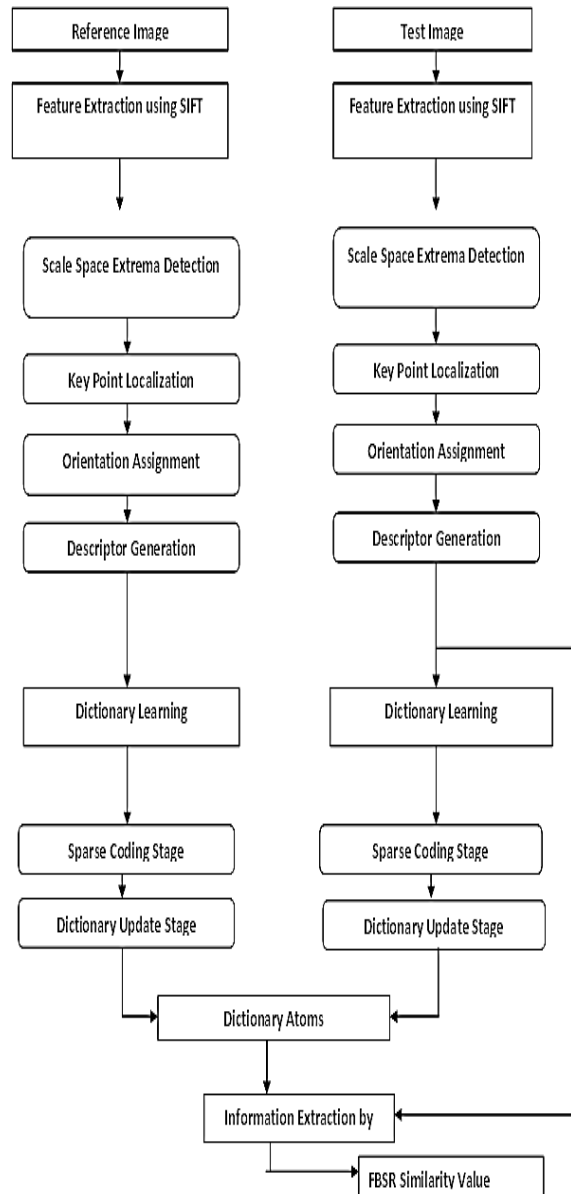 Reference Image
Feature Extraction using SIFT
Scale Space Extrema Detection
Key Point Localization
Orientation Assignment
Descriptor Generation
Dictionary Learning
Sparse Coding Stage
Dictionary Update Stage
Test Image
Feature Extraction using SIFT
Scale Space Extrema Detection
Key Point Localization
Orientation Assignment
Descriptor Generation
Dictionary Learning
Sparse Coding Stage
Dictionary Update Stage
Dictionary Atoms
Information Extraction by
FBSR Similarity Value